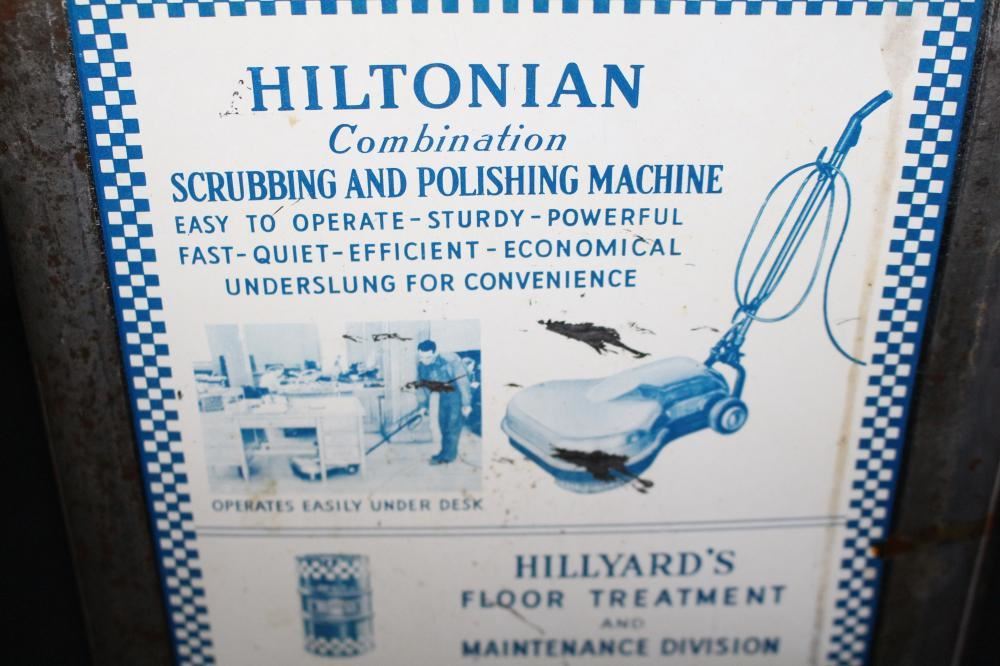 HILTONIAN
Combination
SCRUBBING AND POLISHING MACHINE
EASY TO OPERATE-STURDY-POWERFUL
FAST-QUIET-EFFICIENT-ECONOMICAL
UNDERSLUNG FOR CONVENIENCE
OPERATES EASILY UNDER DESK
HILLYARD'S
FLOOR TREATMENT
AND
MAINTENANCE DIVISION